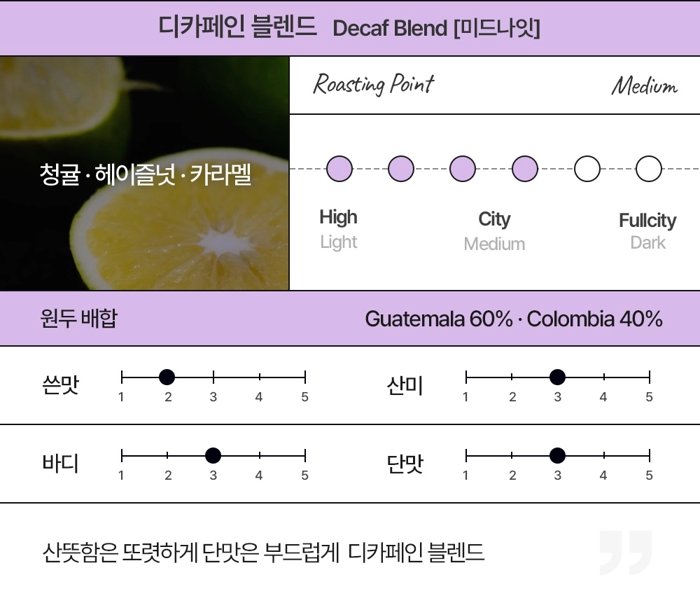 디카페인 블렌드 Decaf Blend [미드나잇]
Roasting Point Medium
청귤 · 헤이즐넛 · 카라멜
High City Fullcity
Light Medium Dark
원두 배합 Guatemala 60% · Colombia 40%
쓴맛 1 2 3 4 5
산미 1 2 3 4 5
바디 1 2 3 4 5
단맛 1 2 3 4 5
산뜻함은 또렷하게 단맛은 부드럽게 디카페인 블렌드
”